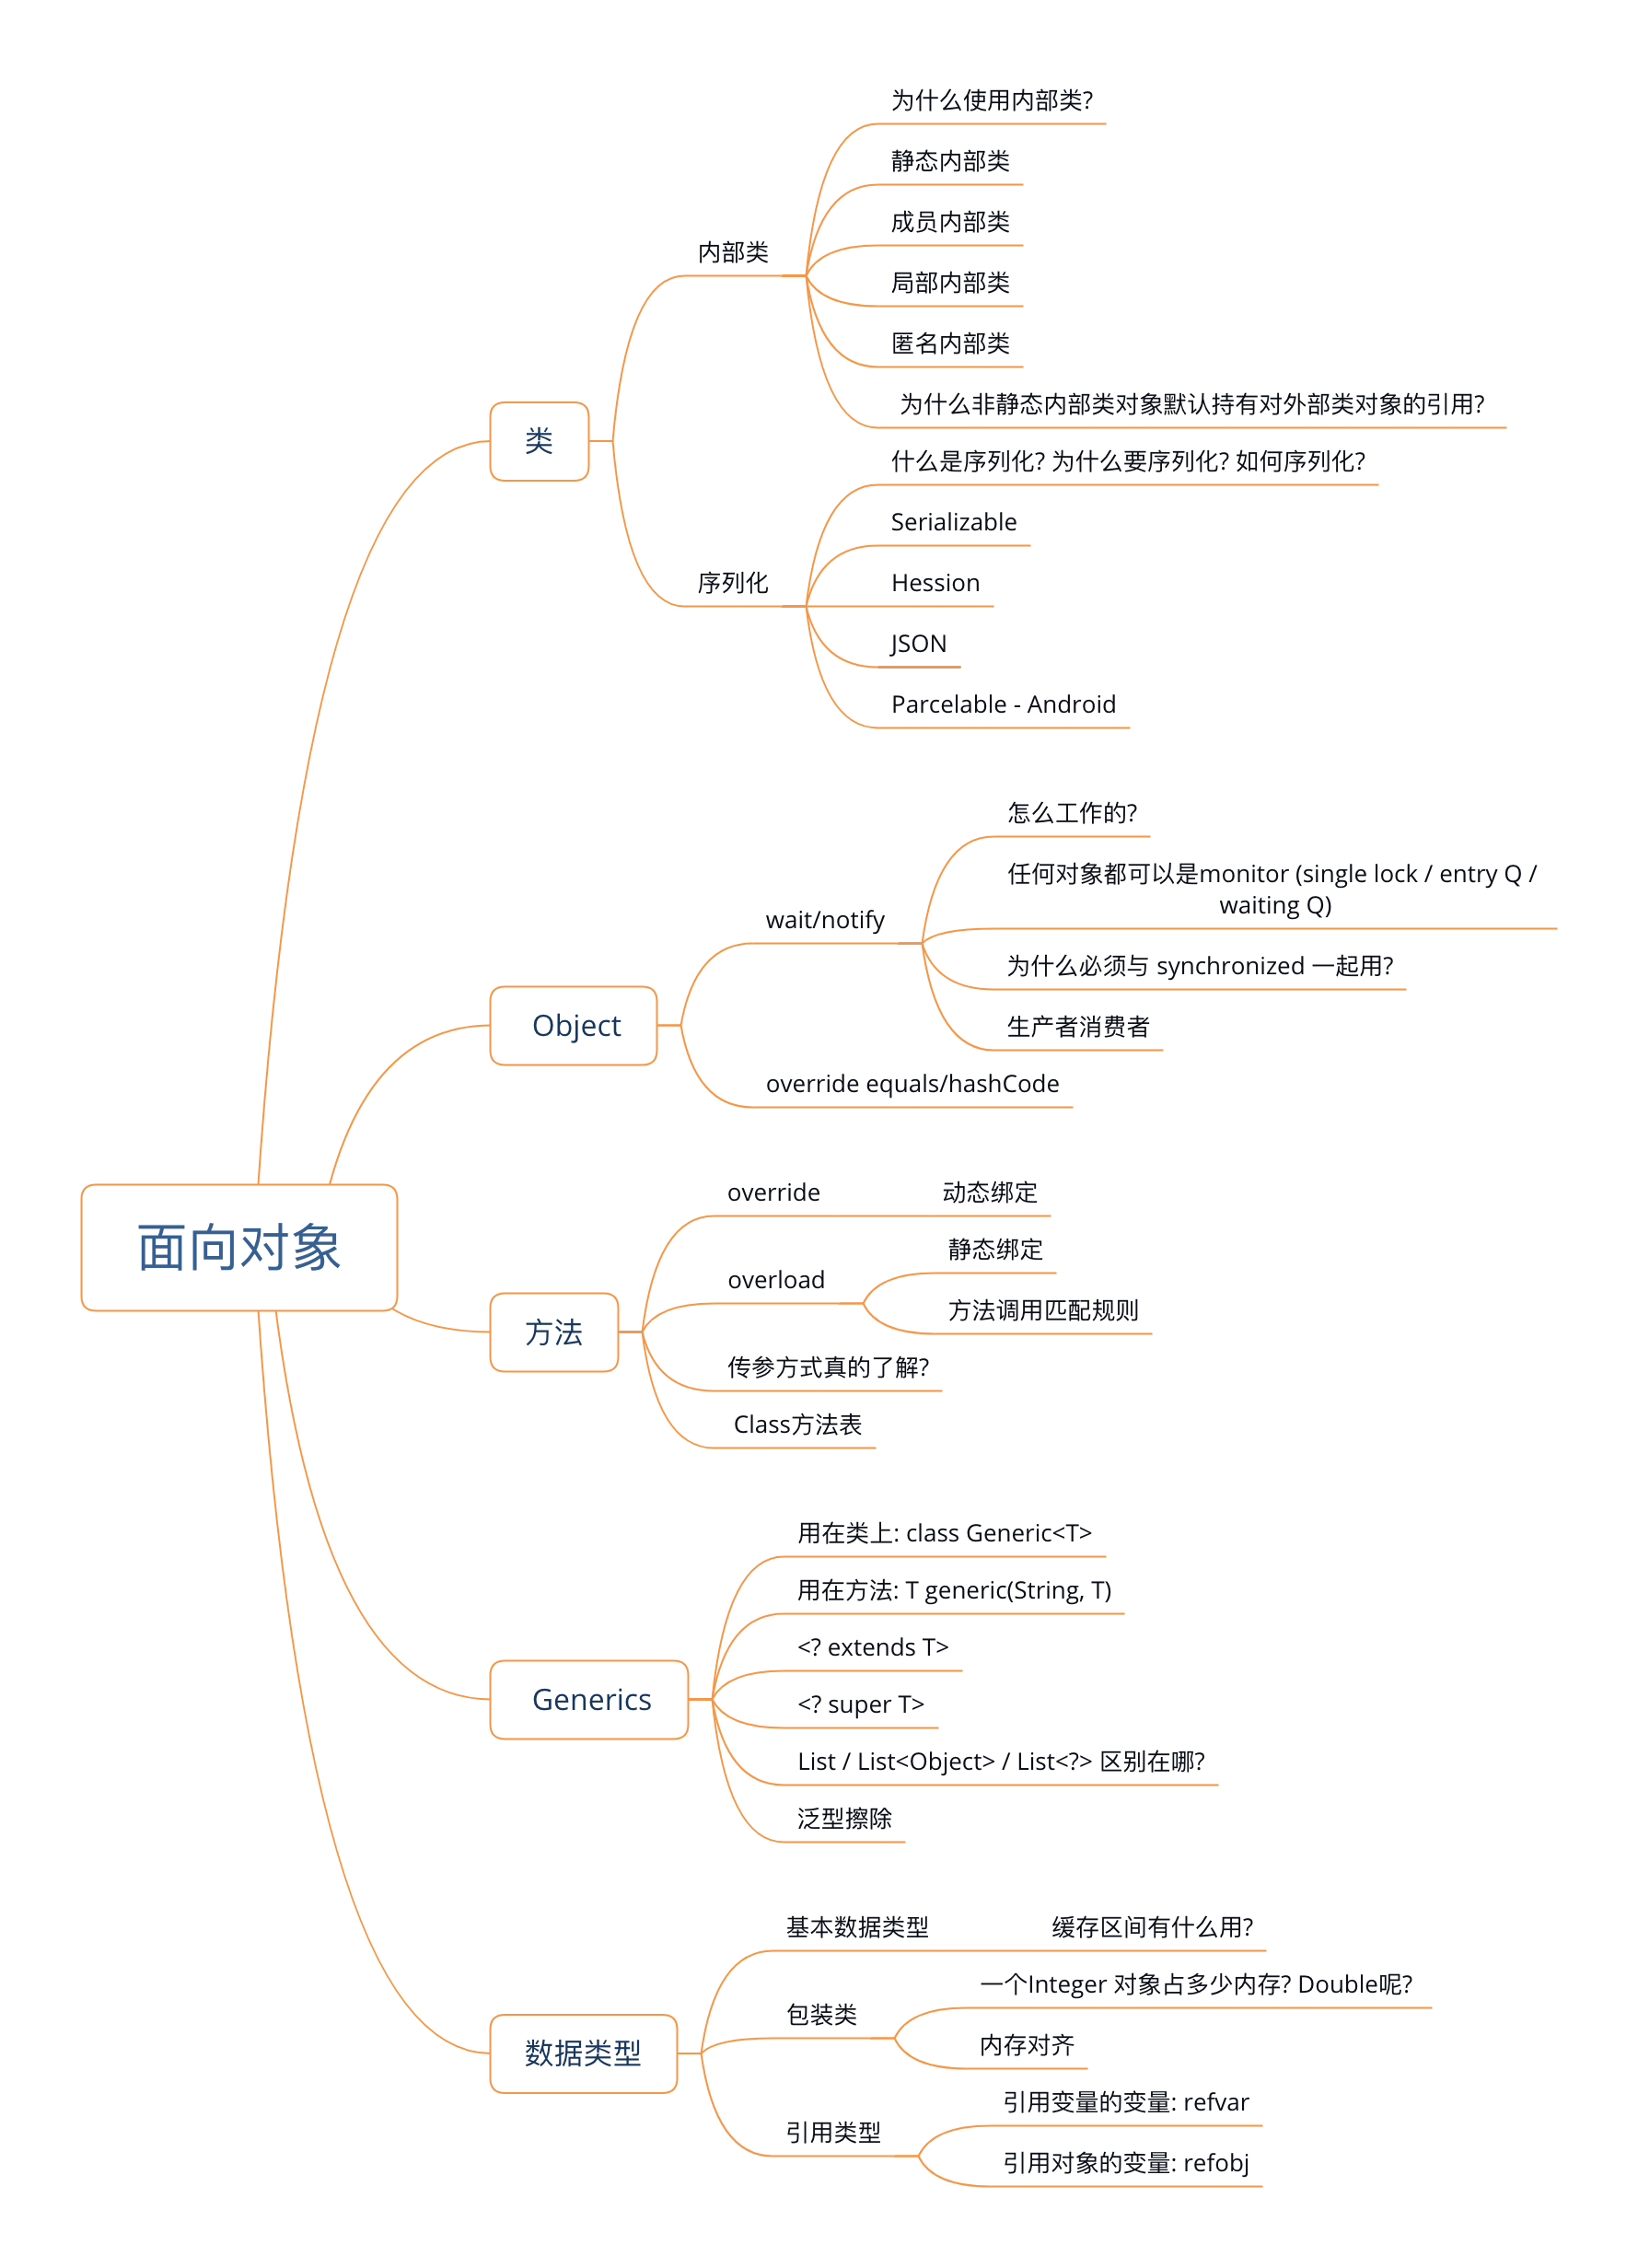 面向对象
类
内部类
为什么使用内部类?
静态内部类
成员内部类
局部内部类
匿名内部类
为什么非静态内部类对象默认持有对外部类对象的引用?
序列化
什么是序列化? 为什么要序列化? 如何序列化?
Serializable
Hession
JSON
Parcelable - Android
Object
wait/notify
怎么工作的?
任何对象都可以是monitor (single lock / entry Q /
waiting Q)
为什么必须与 synchronized 一起用?
生产者消费者
override equals/hashCode
方法
override
动态绑定
overload
静态绑定
方法调用匹配规则
传参方式真的了解?
Class方法表
Generics
用在类上: class Generic<T>
用在方法: T generic(String, T)
<? extends T>
<? super T>
List / List<Object> / List<?> 区别在哪?
泛型擦除
数据类型
基本数据类型
缓存区间有什么用?
包装类
一个Integer 对象占多少内存? Double呢?
内存对齐
引用类型
引用变量的变量: refvar
引用对象的变量: refobj